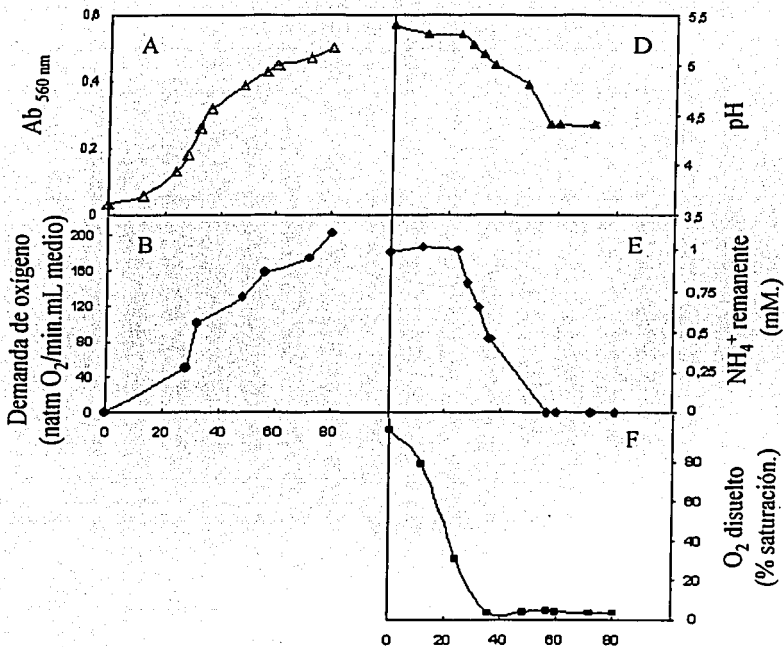 A
Ab 560 nm
0,6
0,4
0,2
0
D
pH
5,5
5
4,5
4
3,5
B
Demanda de oxígeno
(natm O2/min.mL medio)
200
160
120
80
40
0
0 20 40 60 80
E
NH4+ remanente
(mM.)
1
0,75
0,5
0,25
0
F
O2 disuelto
(% saturación.)
80
60
40
20
0
0 20 40 60 80